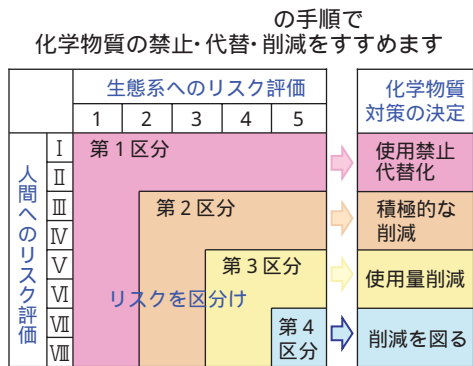 の手順で
化学物質の禁止・代替・削減をすすめます
生態系へのリスク評価
化学物質
対策の決定
1 2 3 4 5
人間へのリスク評価
Ⅰ
Ⅱ
Ⅲ
Ⅳ
Ⅴ
Ⅵ
Ⅶ
Ⅷ
第1区分
使用禁止
代替化
第2区分
積極的な
削減
第3区分
使用量削減
リスクを区分け
第4
区分
削減を図る